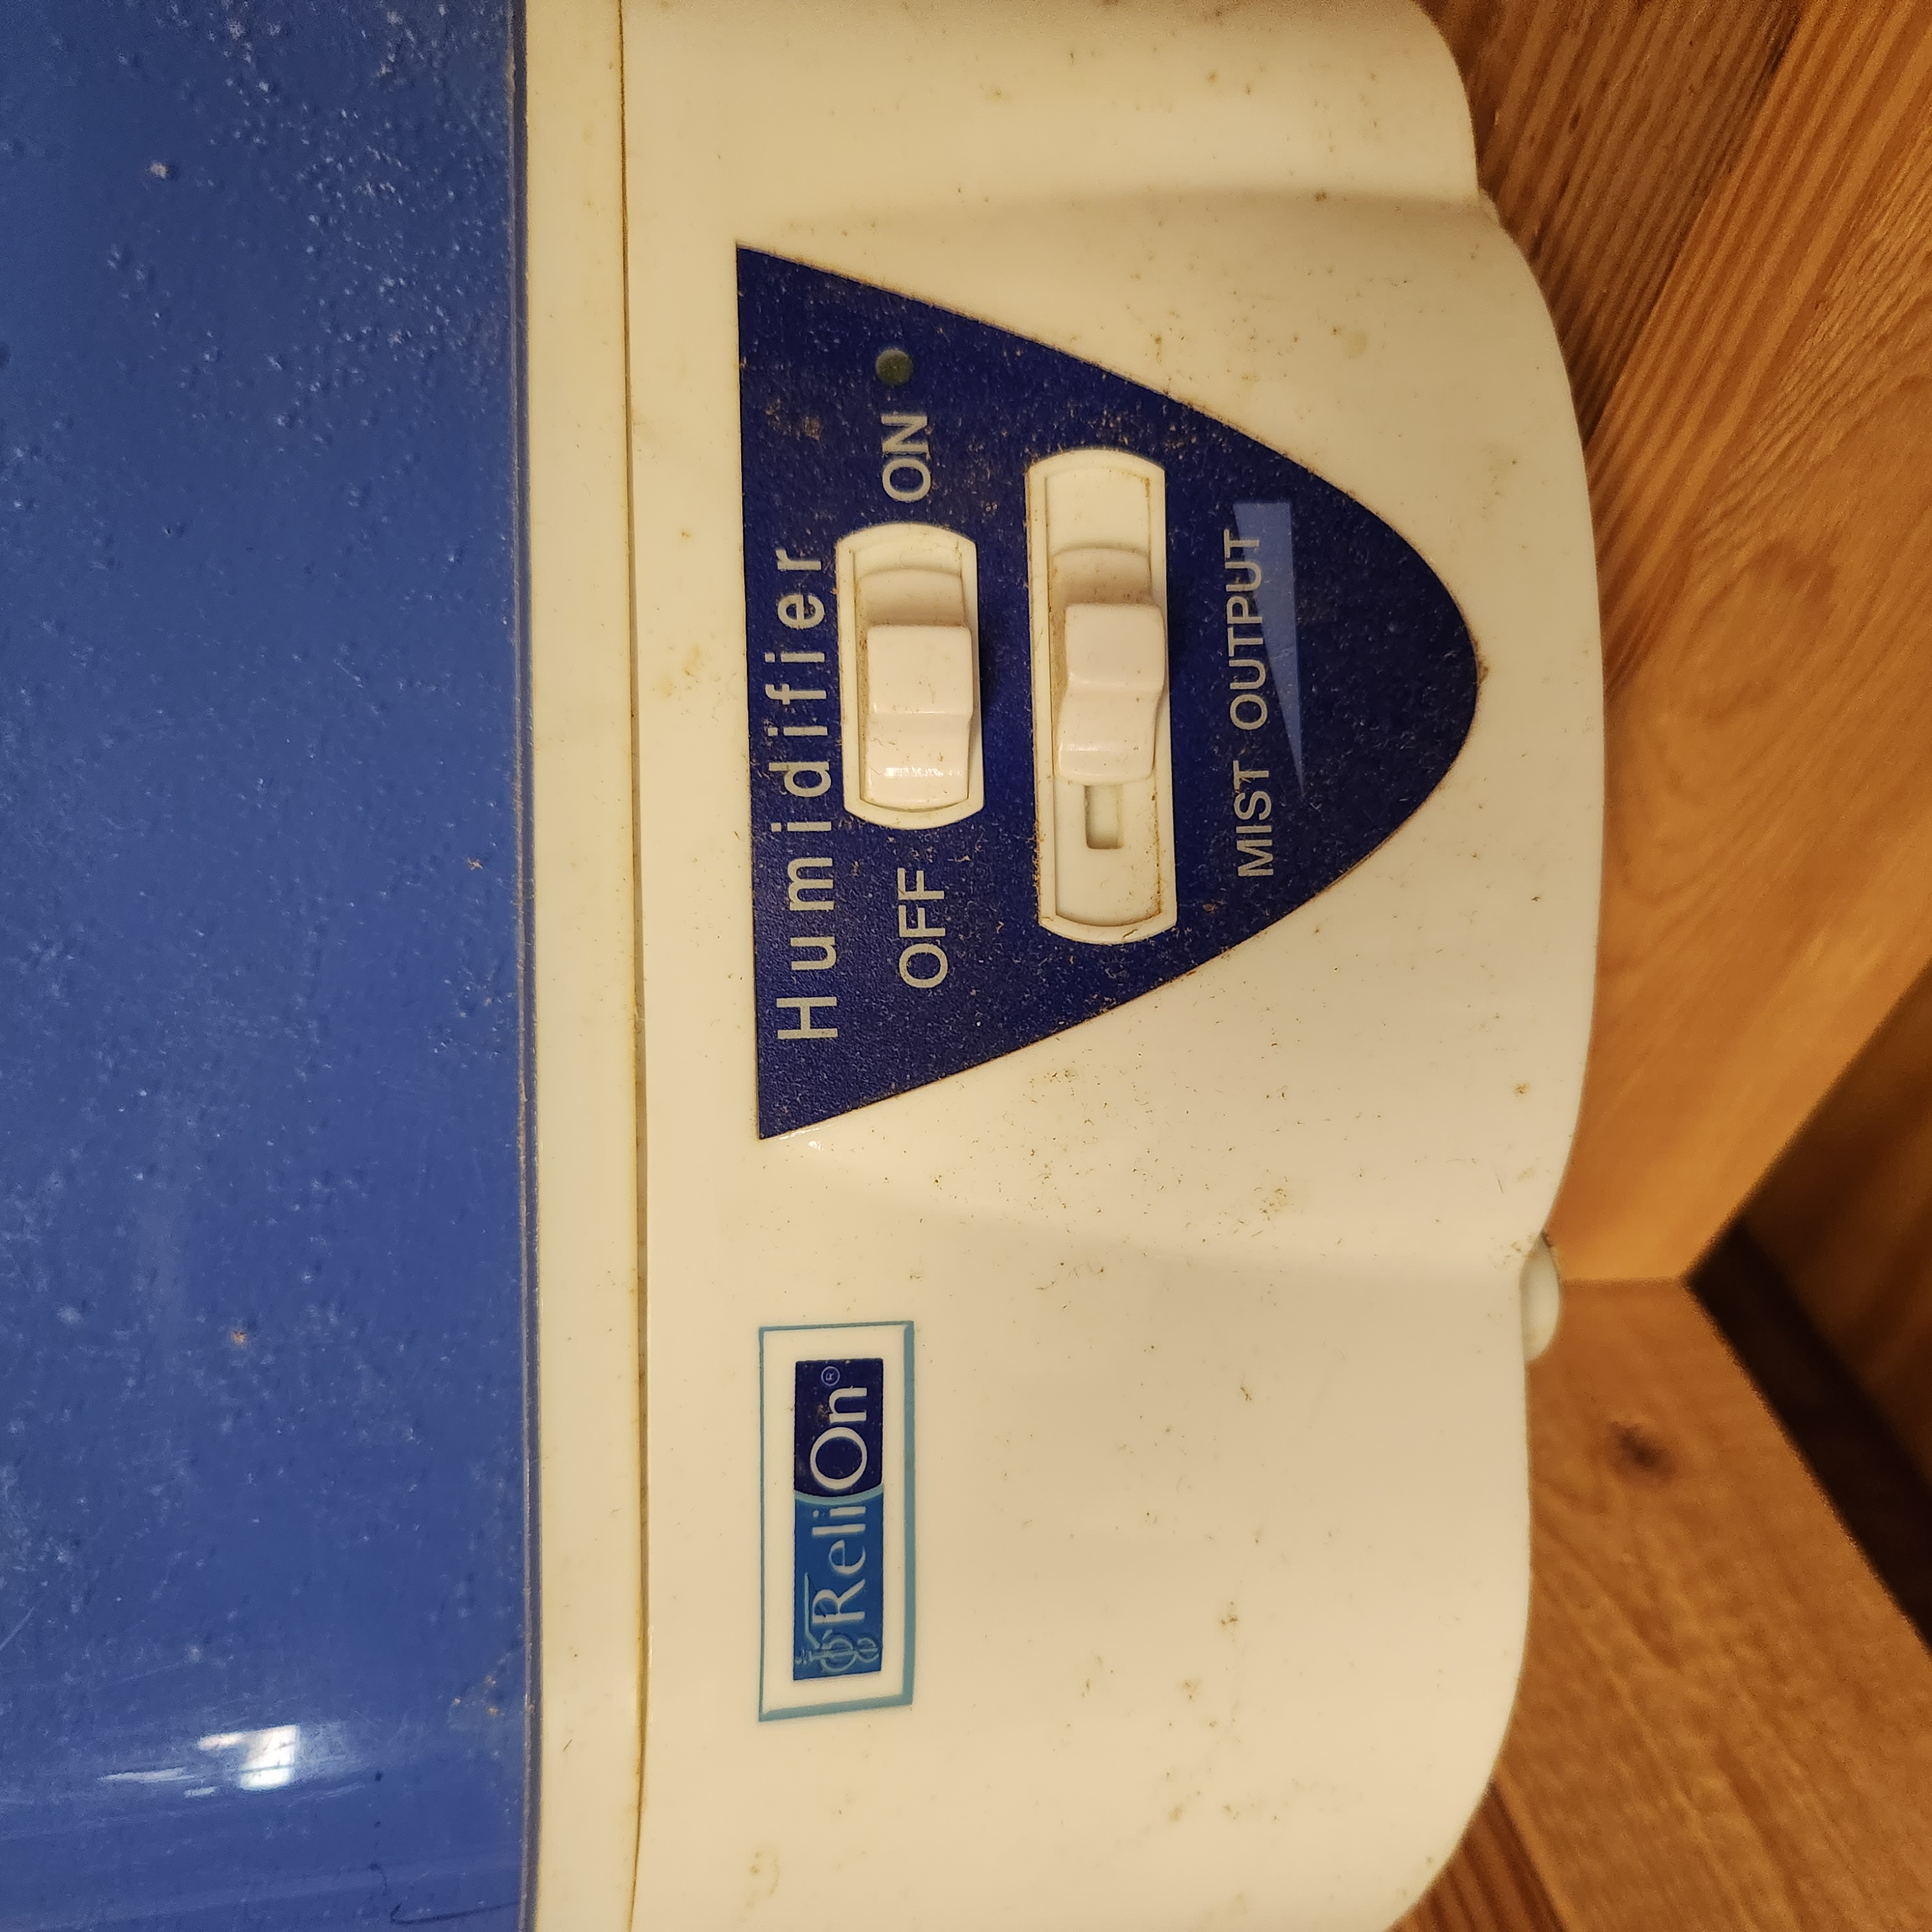 ReliOn®
Humidifier
OFF ON
MIST OUTPUT